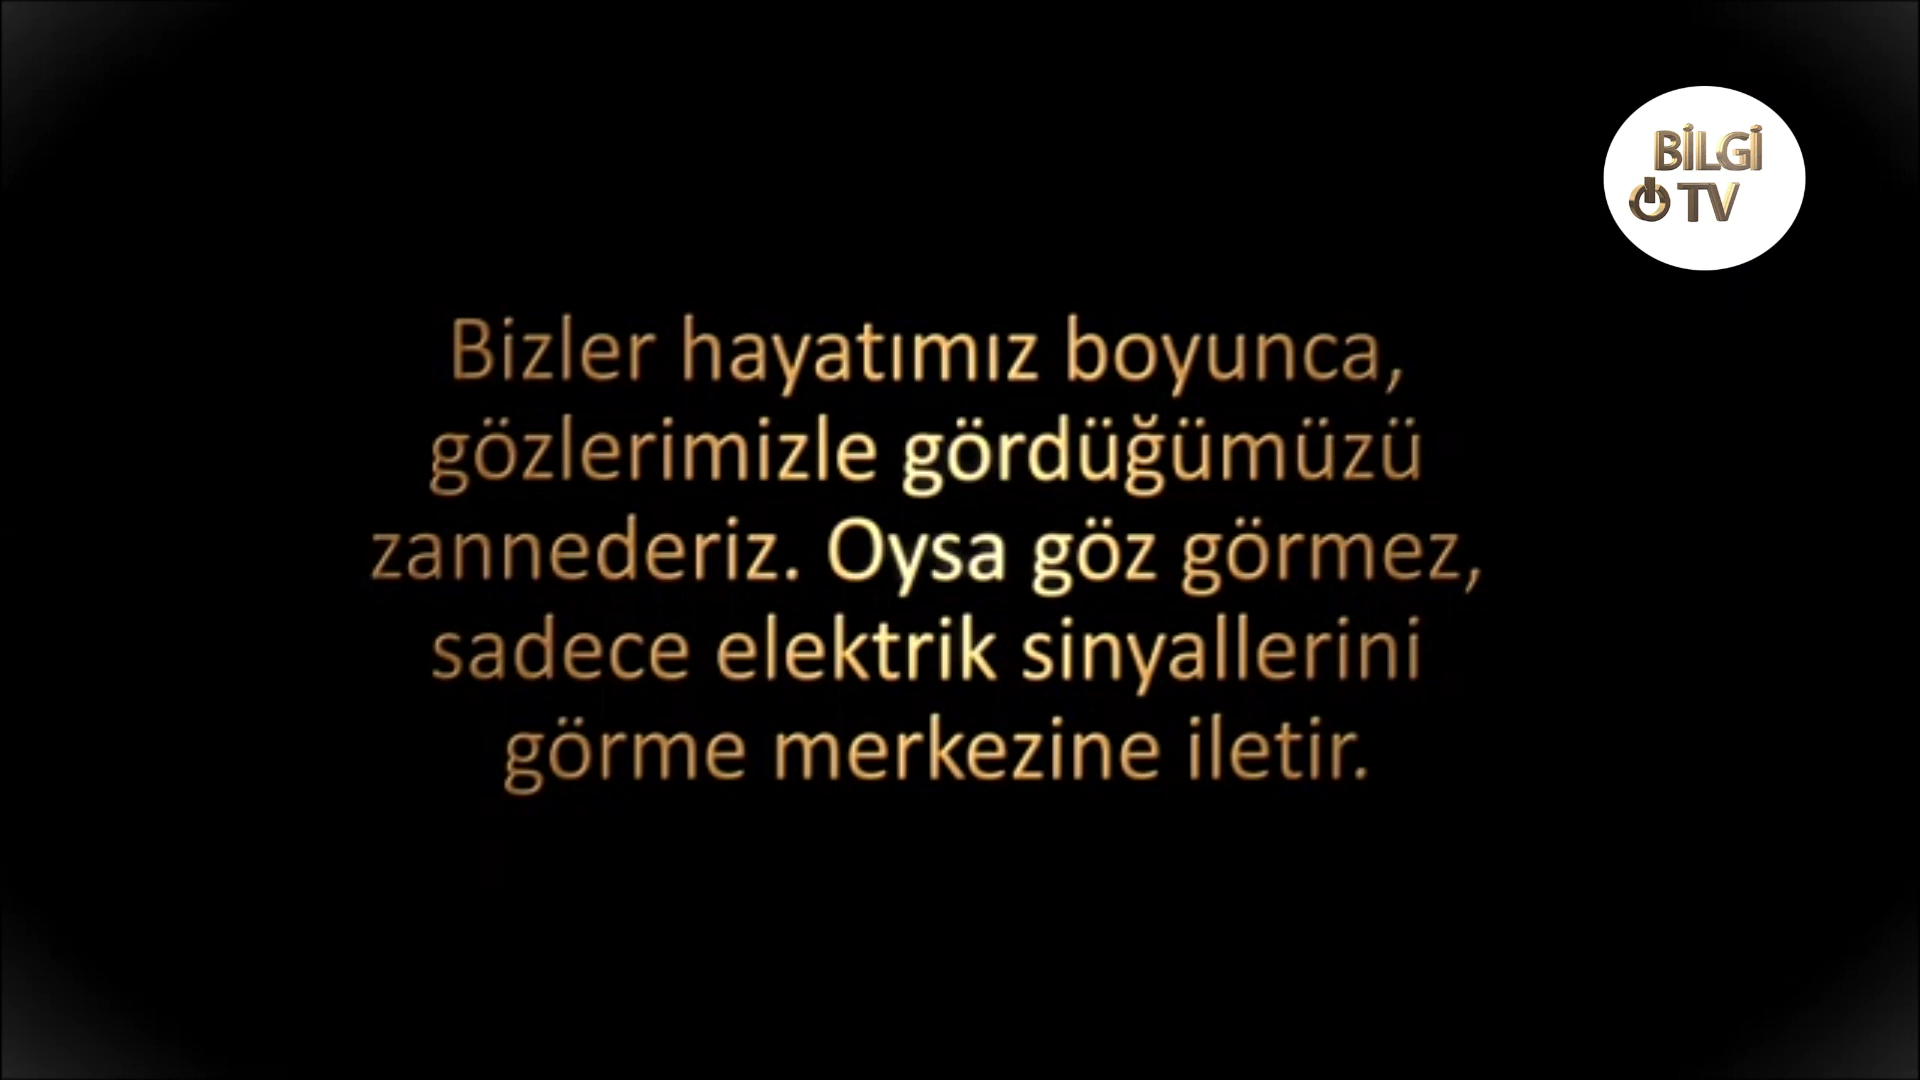 BİLGİ
TV
Bizler hayatımız boyunca,
gözlerimizle gördüğümüzü
zannederiz. Oysa göz görmez,
sadece elektrik sinyallerini
görme merkezine iletir.